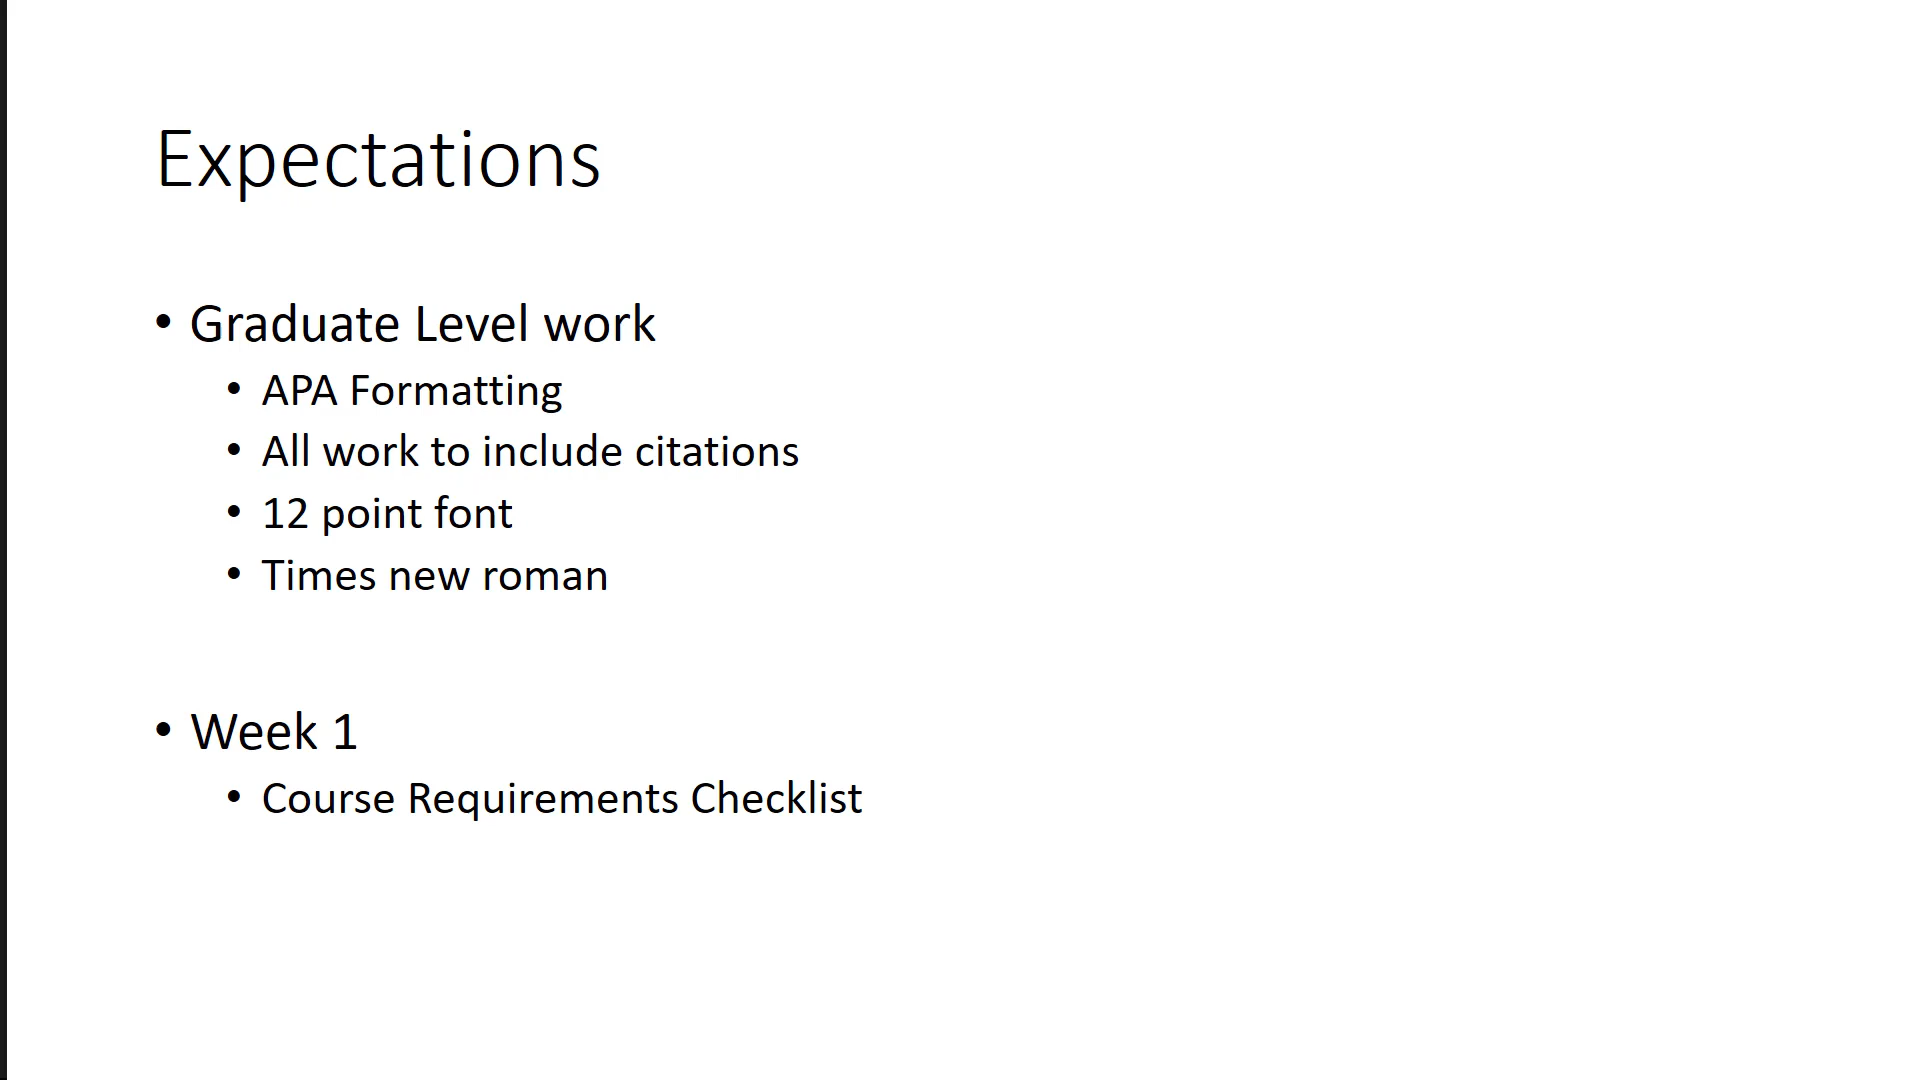 Expectations
• Graduate Level work
• APA Formatting
• All work to include citations
• 12 point font
• Times new roman
• Week 1
• Course Requirements Checklist